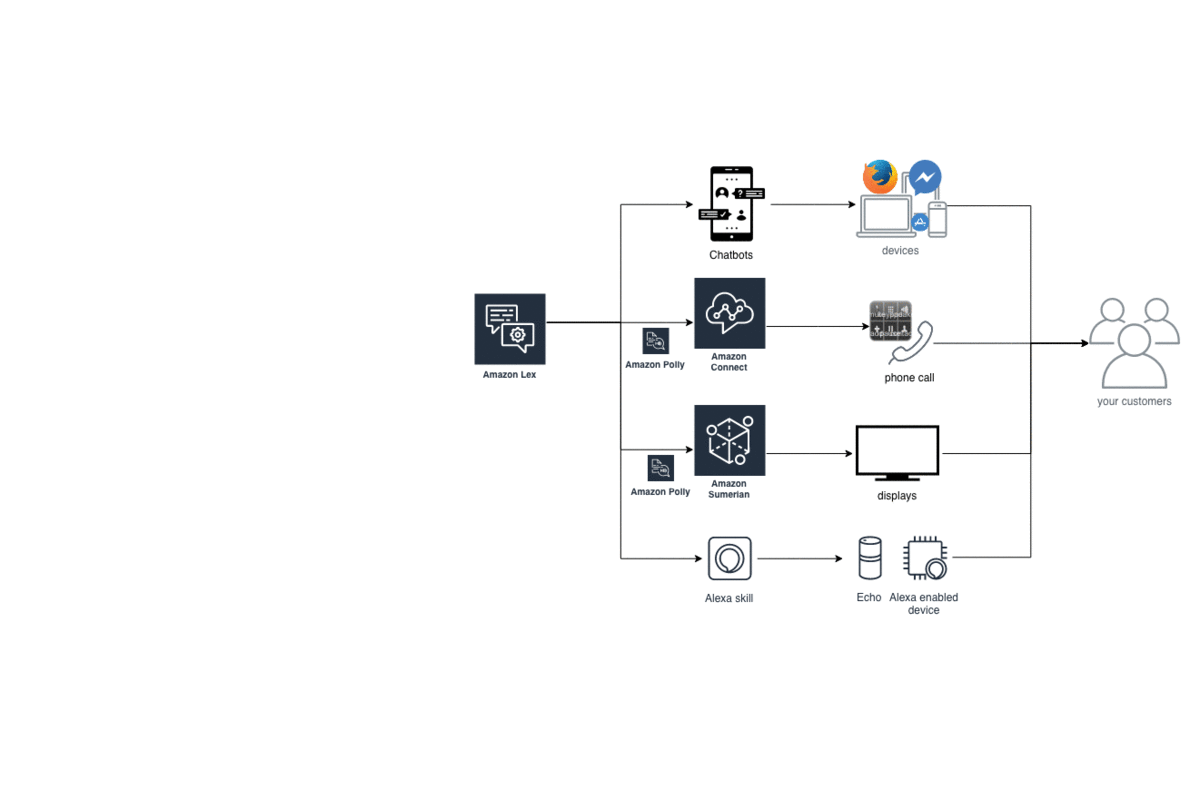 Chatbots
devices
Amazon Lex
Amazon Polly
Amazon
Connect
phone call
your customers
Amazon Polly
Amazon
Sumerian
displays
Alexa skill
Echo
Alexa enabled
device